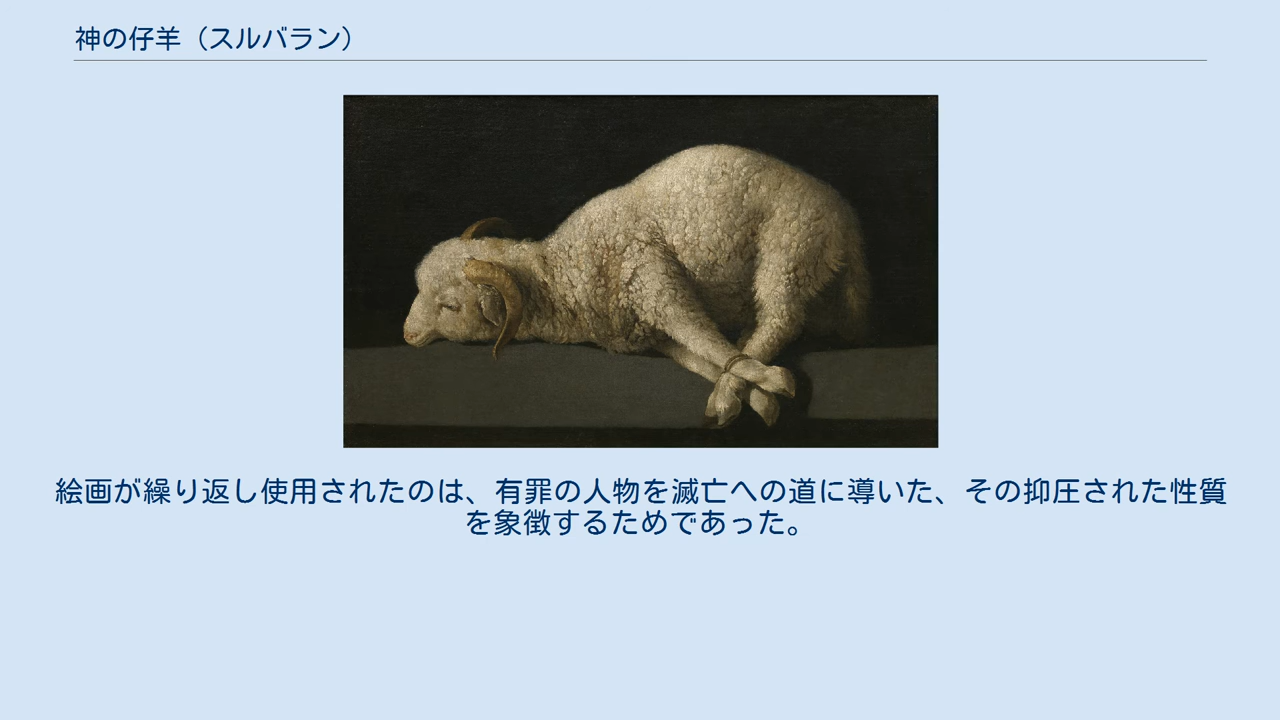 神の仔羊（スルバラン）
絵画が繰り返し使用されたのは、有罪の人物を滅亡への道に導いた、その抑圧された性質
を象徴するためであった。